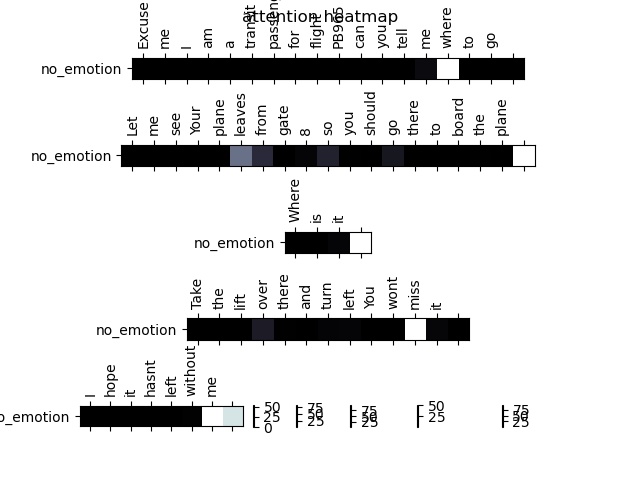 attention heatmap
Excuse me I am a transit passenger for flight PB965 can you tell me where to go
no_emotion
Let me see Your plane leaves from gate 8 so you should go there to board the plane
no_emotion
Where is it
no_emotion
Take the lift over there and turn left You wont miss it
no_emotion
I hope it hasnt left without me
no_emotion
50 75 75 50 75
25 50 50 25 50
0 25 25 25